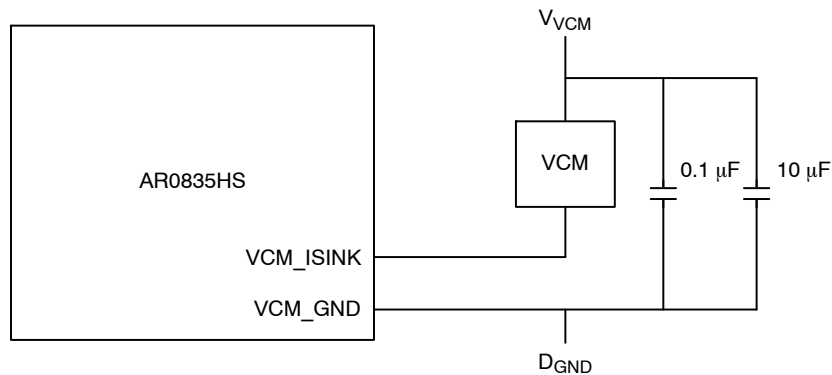 V_VCM
VCM
0.1 μF
10 μF
AR0835HS
VCM_ISINK
VCM_GND
D_GND